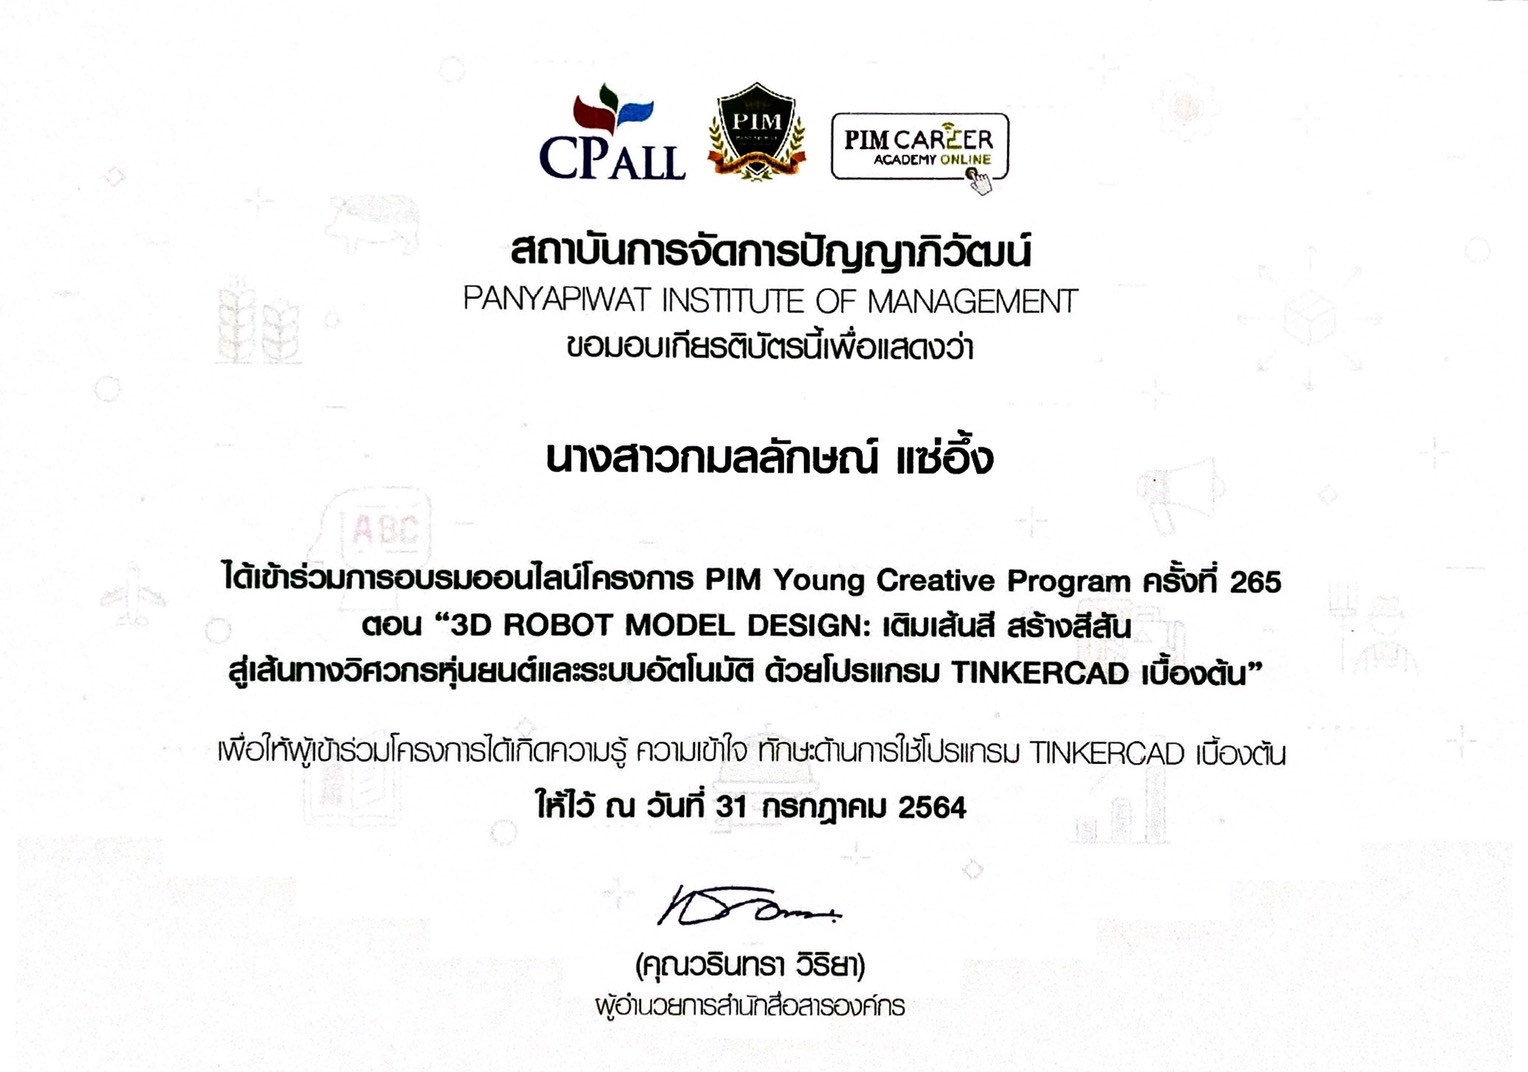 CPALL
PIM
PIM CAREER
ACADEMY ONLINE
สถาบันการจัดการปัญญาภิวัฒน์
PANYAPIWAT INSTITUTE OF MANAGEMENT
ขอมอบเกียรติบัตรนี้เพื่อแสดงว่า
นางสาวกมลลักษณ์ แซ่อึ้ง
ABC
ได้เข้าร่วมการอบรมออนไลน์โครงการ PIM Young Creative Program ครั้งที่ 265
ตอน “3D ROBOT MODEL DESIGN: เติมเส้นสี สร้างสีสัน
สู่เส้นทางวิศวกรหุ่นยนต์และระบบอัตโนมัติ ด้วยโปรแกรม TINKERCAD เบื้องต้น”
เพื่อให้ผู้เข้าร่วมโครงการได้เกิดความรู้ ความเข้าใจ ทักษะด้านการใช้โปรแกรม TINKERCAD เบื้องต้น
ให้ไว้ ณ วันที่ 31 กรกฎาคม 2564
(คุณวรินทรา วิริยา)
ผู้อำนวยการสำนักสื่อสารองค์กร